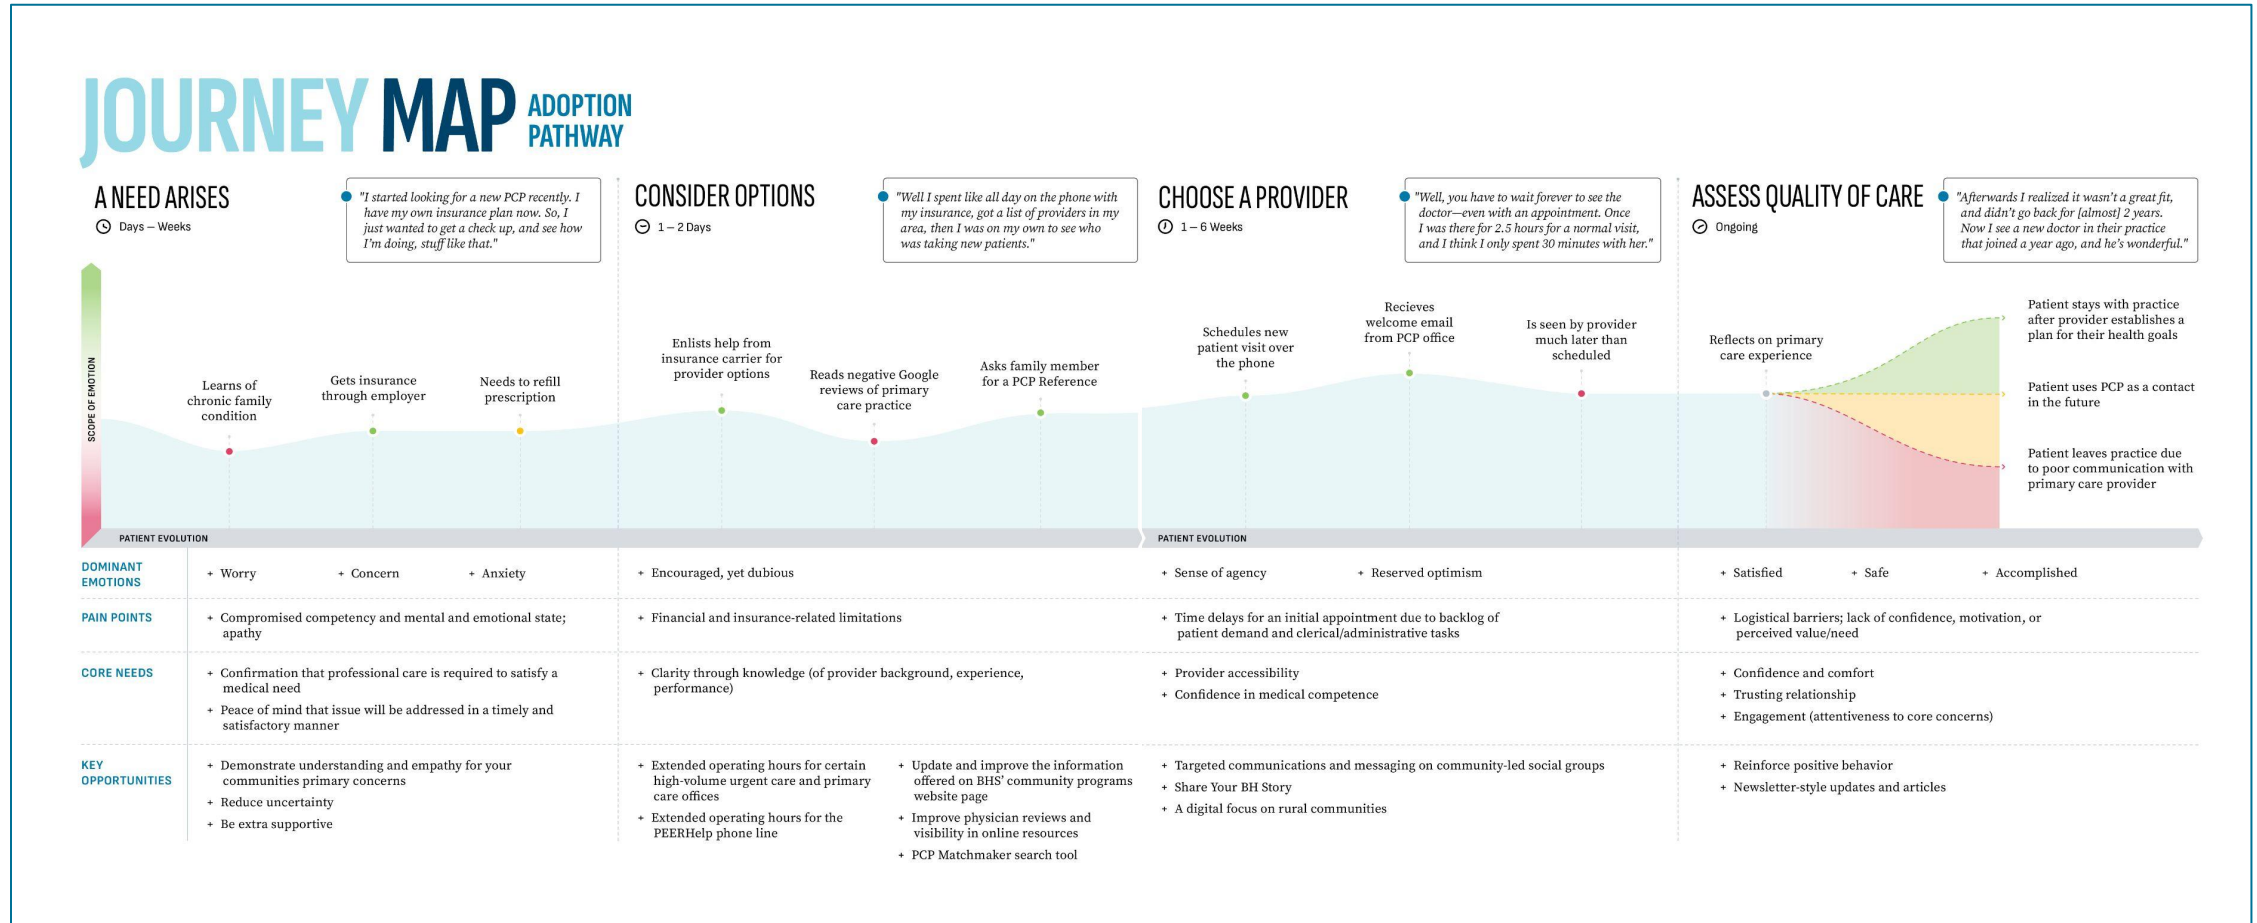 JOURNEY MAP ADOPTION
PATHWAY
A NEED ARISES
Days – Weeks
"I started looking for a new PCP recently. I
have my own insurance plan now. So, I
just wanted to get a check up, and see how
I'm doing, stuff like that."
CONSIDER OPTIONS
1 – 2 Days
"Well I spent like all day on the phone with
my insurance, got a list of providers in my
area, then I was on my own to see who
was taking new patients."
CHOOSE A PROVIDER
1 – 6 Weeks
"Well, you have to wait forever to see the
doctor—even with an appointment. Once
I was there for 2.5 hours for a normal visit,
and I think I only spent 30 minutes with her."
ASSESS QUALITY OF CARE
Ongoing
"Afterwards I realized it wasn't a great fit,
and didn't go back for [almost] 2 years.
Now I see a new doctor in their practice
that joined a year ago, and he's wonderful."
SCOPE OF EMOTION
Learns of
chronic family
condition
Gets insurance
through employer
Needs to refill
prescription
Enlists help from
insurance carrier for
provider options
Reads negative Google
reviews of primary
care practice
Asks family member
for a PCP Reference
Schedules new
patient visit over
the phone
Recieves
welcome email
from PCP office
Is seen by provider
much later than
scheduled
Reflects on primary
care experience
Patient stays with practice
after provider establishes a
plan for their health goals
Patient uses PCP as a contact
in the future
Patient leaves practice due
to poor communication with
primary care provider
PATIENT EVOLUTION
PATIENT EVOLUTION
DOMINANT
EMOTIONS
+ Worry + Concern + Anxiety
+ Encouraged, yet dubious
+ Sense of agency + Reserved optimism
+ Satisfied + Safe + Accomplished
PAIN POINTS
+ Compromised competency and mental and emotional state;
apathy
+ Financial and insurance-related limitations
+ Time delays for an initial appointment due to backlog of
patient demand and clerical/administrative tasks
+ Logistical barriers; lack of confidence, motivation, or
perceived value/need
CORE NEEDS
+ Confirmation that professional care is required to satisfy a
medical need
+ Peace of mind that issue will be addressed in a timely and
satisfactory manner
+ Clarity through knowledge (of provider background, experience,
performance)
+ Provider accessibility
+ Confidence in medical competence
+ Confidence and comfort
+ Trusting relationship
+ Engagement (attentiveness to core concerns)
KEY
OPPORTUNITIES
+ Demonstrate understanding and empathy for your
communities primary concerns
+ Reduce uncertainty
+ Be extra supportive
+ Extended operating hours for certain
high-volume urgent care and primary
care offices
+ Extended operating hours for the
PEERHelp phone line
+ Update and improve the information
offered on BHS' community programs
website page
+ Improve physician reviews and
visibility in online resources
+ PCP Matchmaker search tool
+ Targeted communications and messaging on community-led social groups
+ Share Your BH Story
+ A digital focus on rural communities
+ Reinforce positive behavior
+ Newsletter-style updates and articles